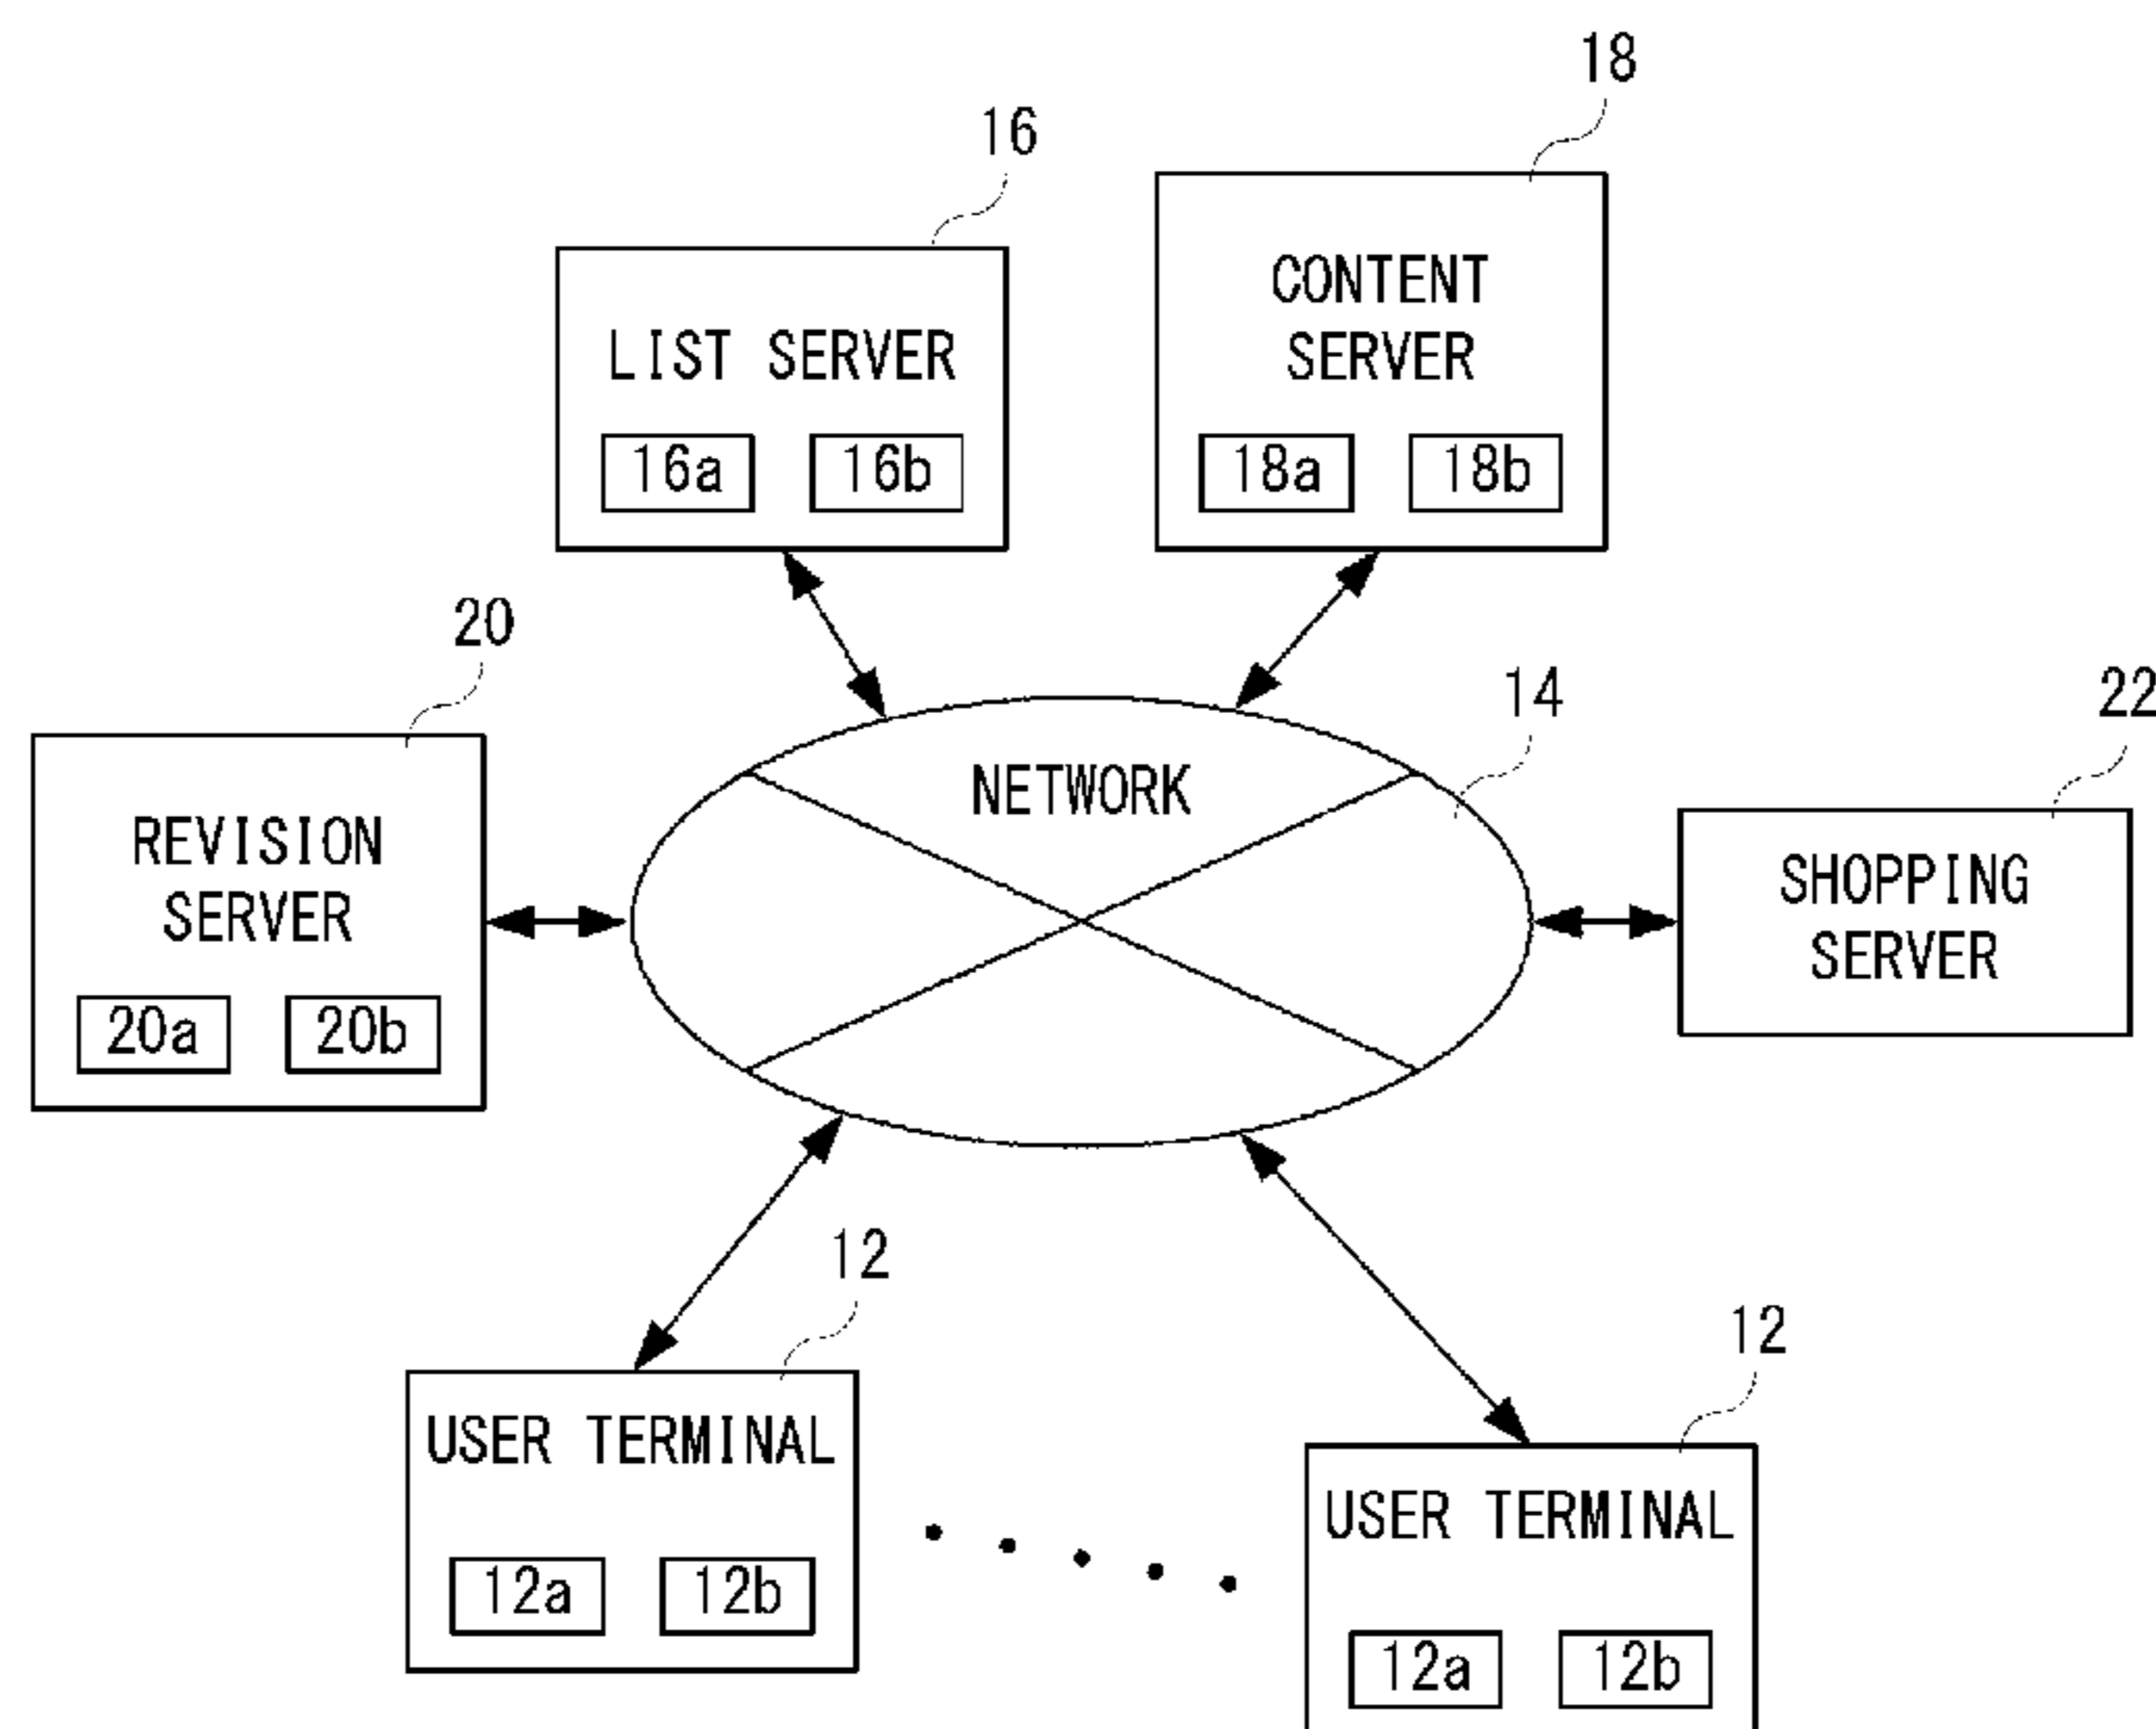 18
16
CONTENT
SERVER
LIST SERVER
16a 16b
18a 18b
20
14
22
NETWORK
REVISION
SERVER
SHOPPING
SERVER
20a 20b
12
12
USER TERMINAL
USER TERMINAL
12a 12b
12a 12b